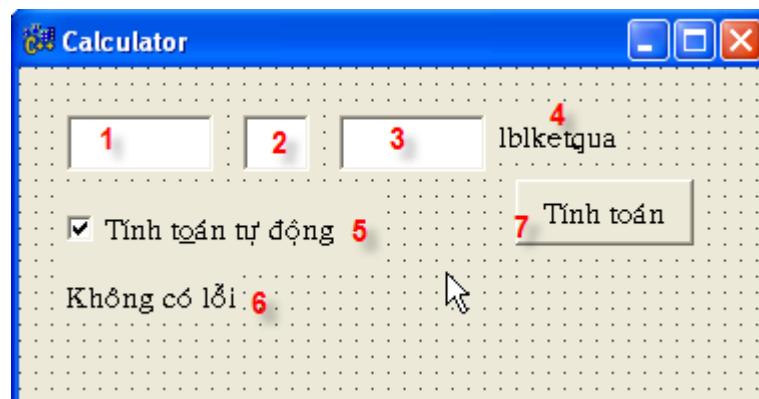 Calculator
1 2 3 lblketqua 4
Tính toán tự động 5
7 Tính toán
Không có lỗi 6